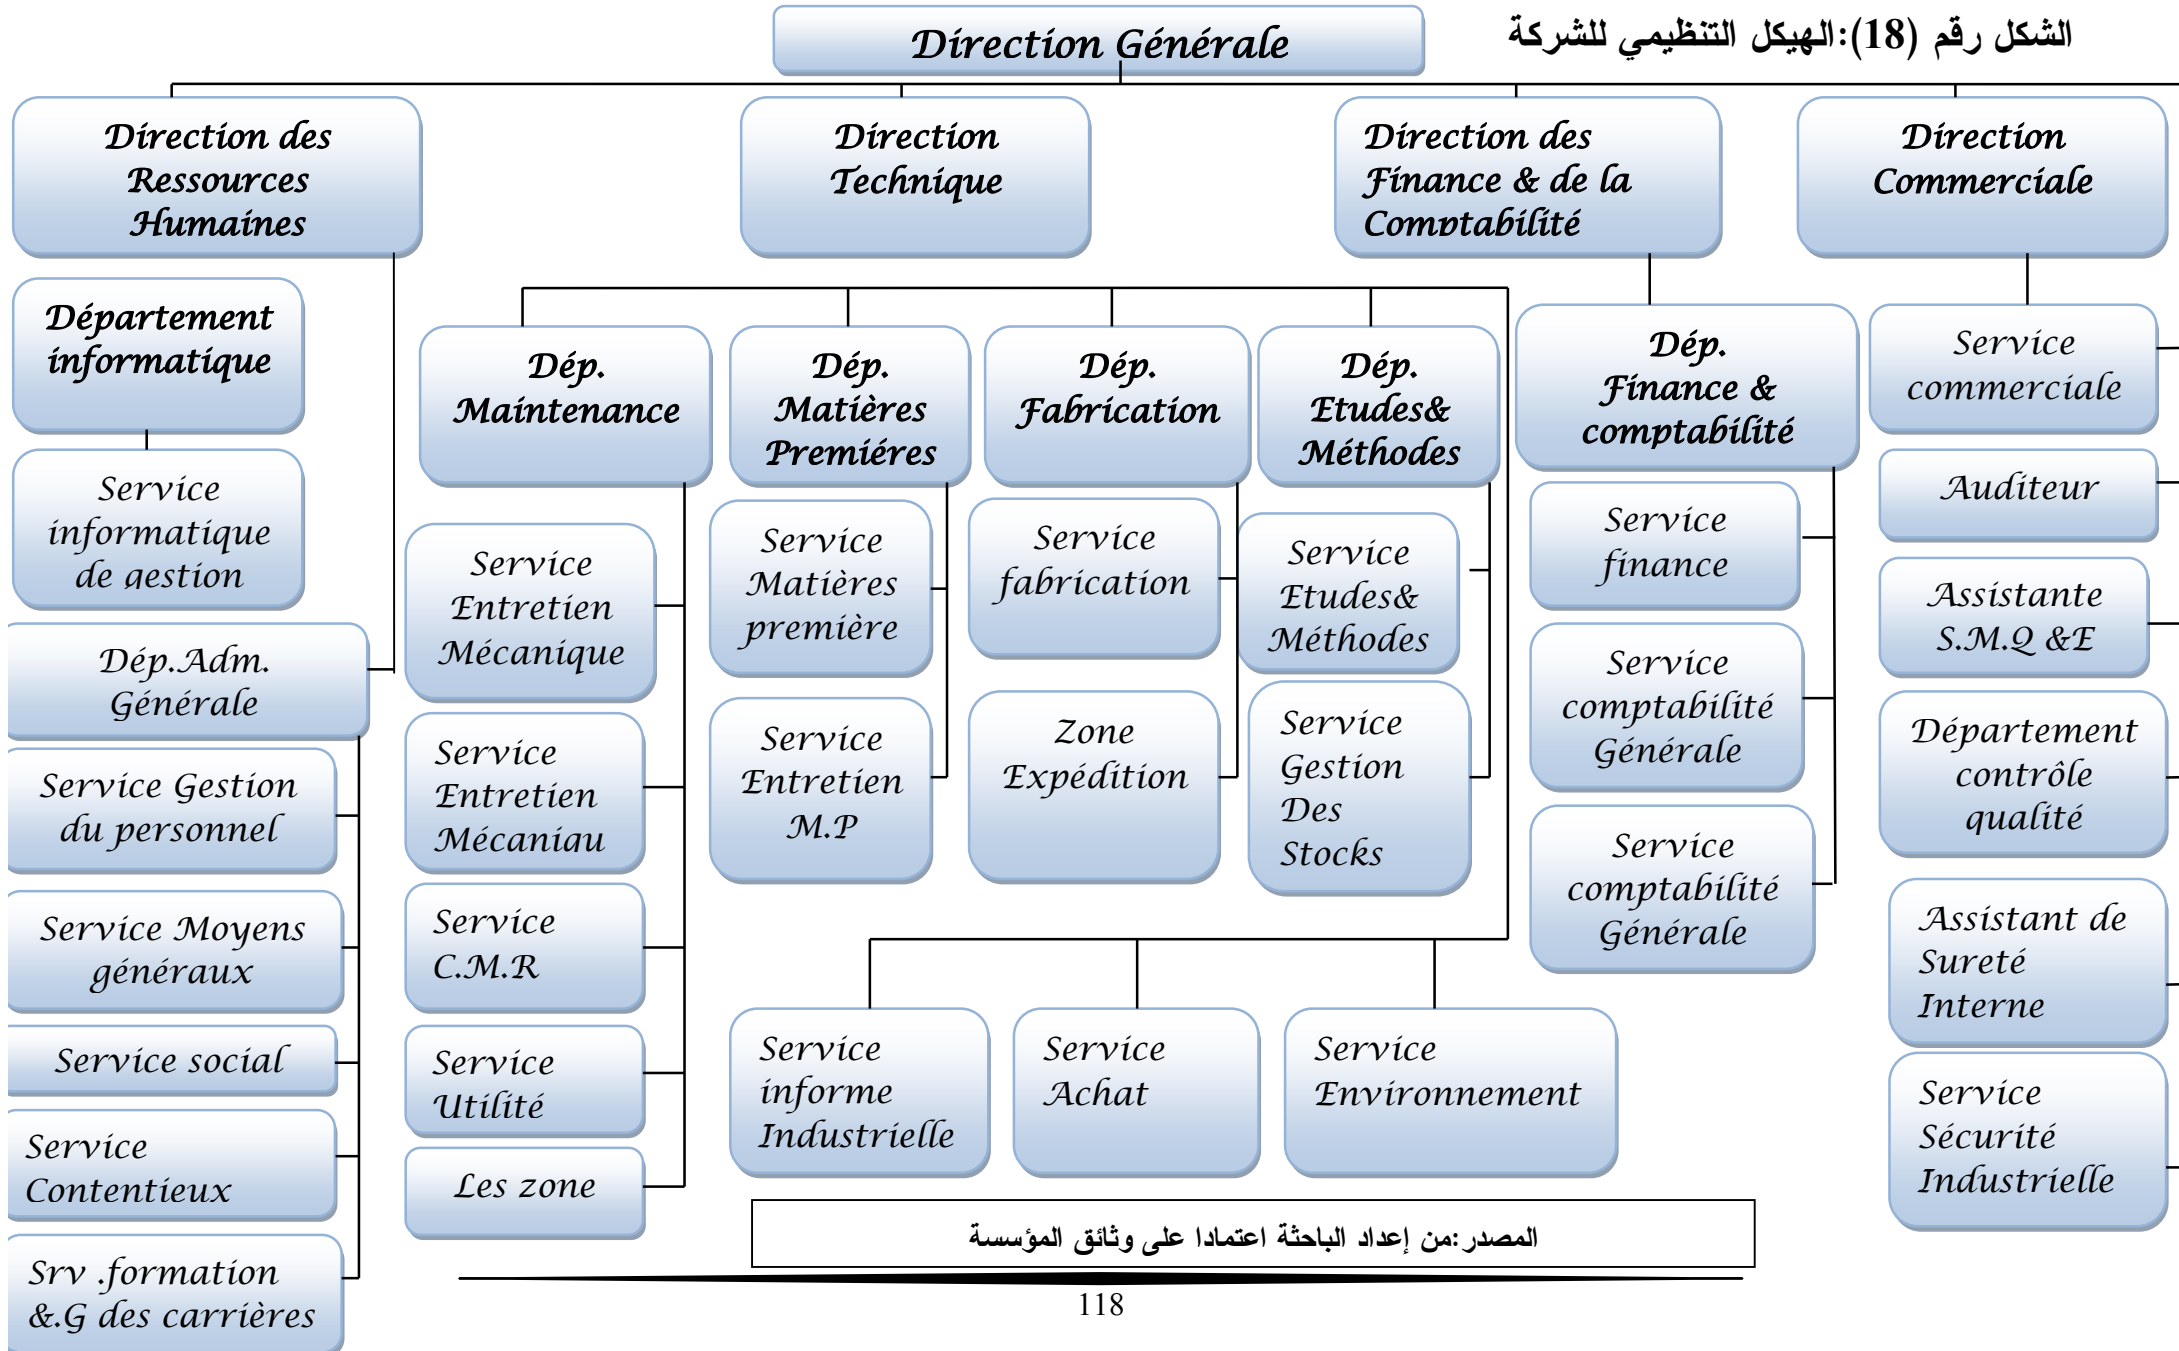 الشكل رقم (18):الهيكل التنظيمي للشركة
Direction Générale
Direction des
Ressources
Humaines
Direction
Technique
Direction des
Finance & de la
Comptabilité
Direction
Commerciale
Département
informatique
Service
informatique
de gestion
Dép.Adm.
Générale
Service Gestion
du personnel
Service Moyens
généraux
Service social
Service
Contentieux
Srv .formation
&.G des carrières
Dép.
Maintenance
Service
Entretien
Mécanique
Service
Entretien
Mécaniqu
Service
C.M.R
Service
Utilité
Les zone
Dép.
Matières
Premiéres
Service
Matières
première
Service
Entretien
M.P
Dép.
Fabrication
Service
fabrication
Zone
Expédition
Dép.
Etudes&
Méthodes
Service
Etudes&
Méthodes
Service
Gestion
Des
Stocks
Service
informe
Industrielle
Service
Achat
Service
Environnement
Dép.
Finance &
comptabilité
Service
finance
Service
comptabilité
Générale
Service
comptabilité
Générale
Service
commerciale
Auditeur
Assistante
S.M.Q &E
Département
contrôle
qualité
Assistant de
Sureté
Interne
Service
Sécurité
Industrielle
المصدر:من إعداد الباحثة اعتمادا على وثائق المؤسسة
118